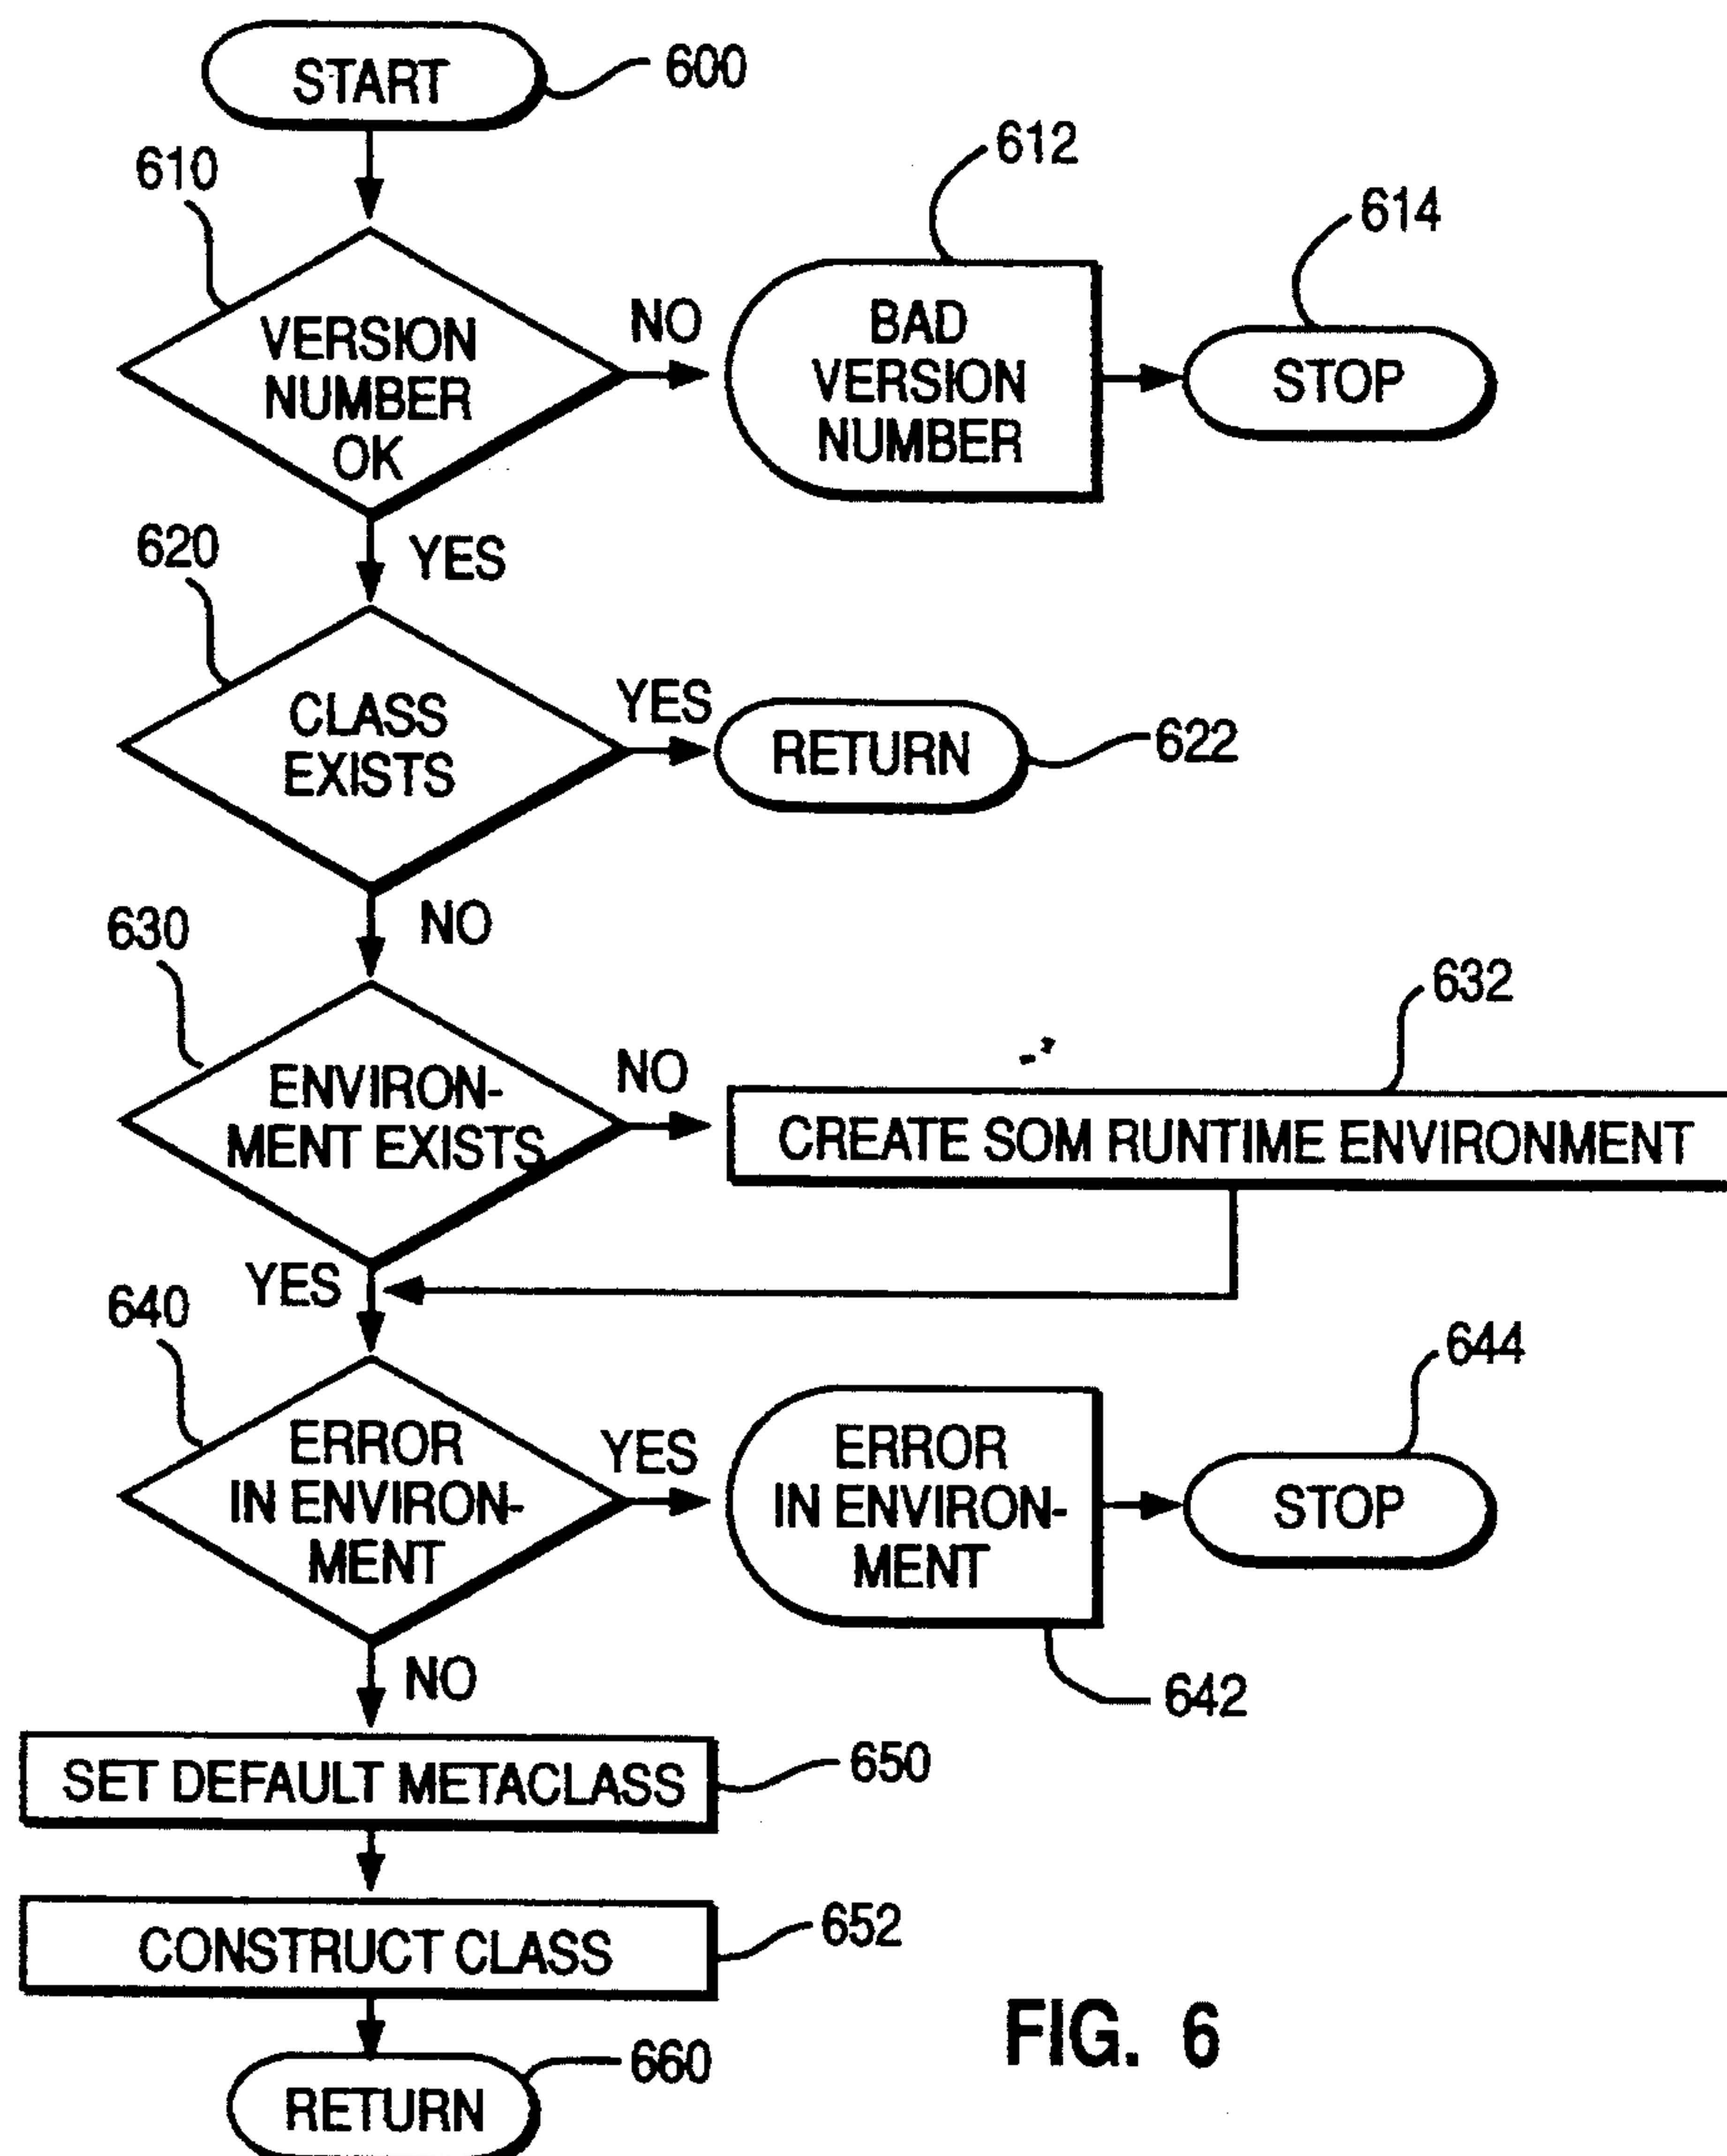 START
600
610
612
614
VERSION
NUMBER
OK
NO
BAD
VERSION
NUMBER
STOP
YES
620
CLASS
EXISTS
YES
RETURN
622
NO
630
632
ENVIRON-
MENT EXISTS
NO
CREATE SOM RUNTIME ENVIRONMENT
YES
640
644
ERROR
IN ENVIRON-
MENT
YES
ERROR
IN ENVIRON-
MENT
STOP
NO
642
SET DEFAULT METACLASS
650
CONSTRUCT CLASS
652
RETURN
660
FIG. 6